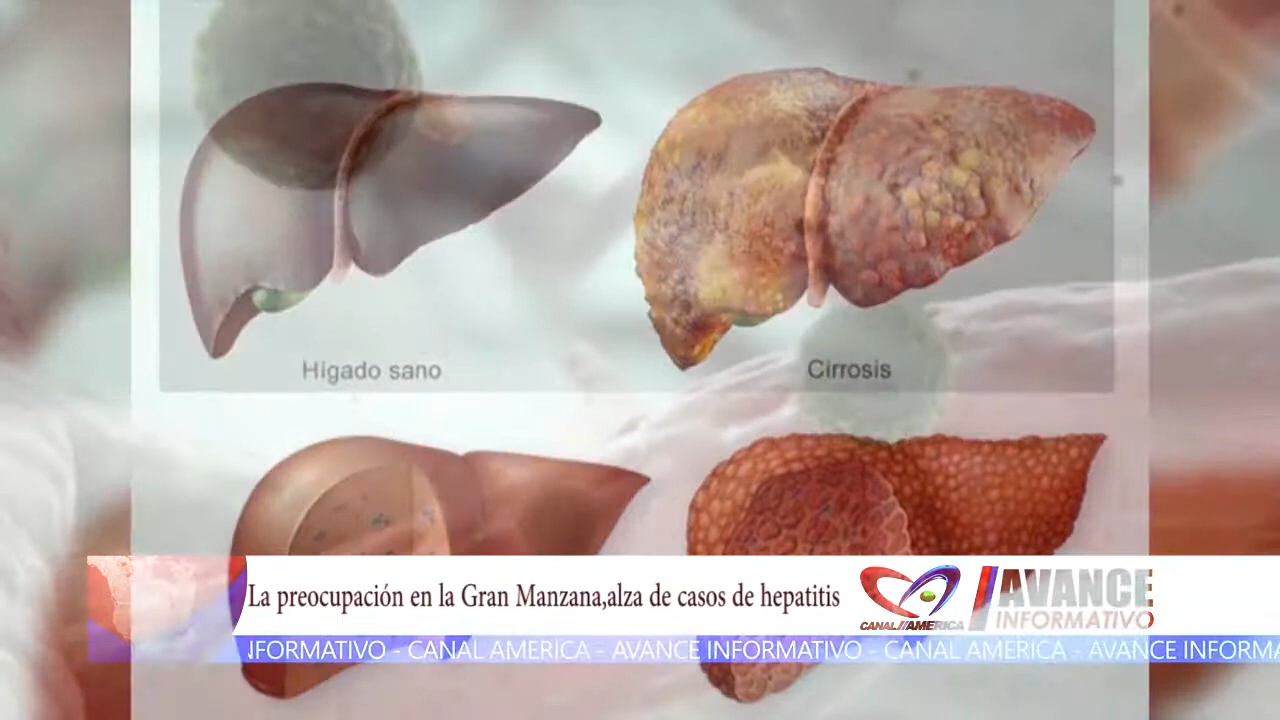 Hígado sano
Cirrosis
La preocupación en la Gran Manzana,alza de casos de hepatitis
CANAL//AMERICA
AVANCE
INFORMATIVO
NFORMATIVO - CANAL AMERICA - AVANCE INFORMATIVO - CANAL AMERICA - AVANCE INFORMA